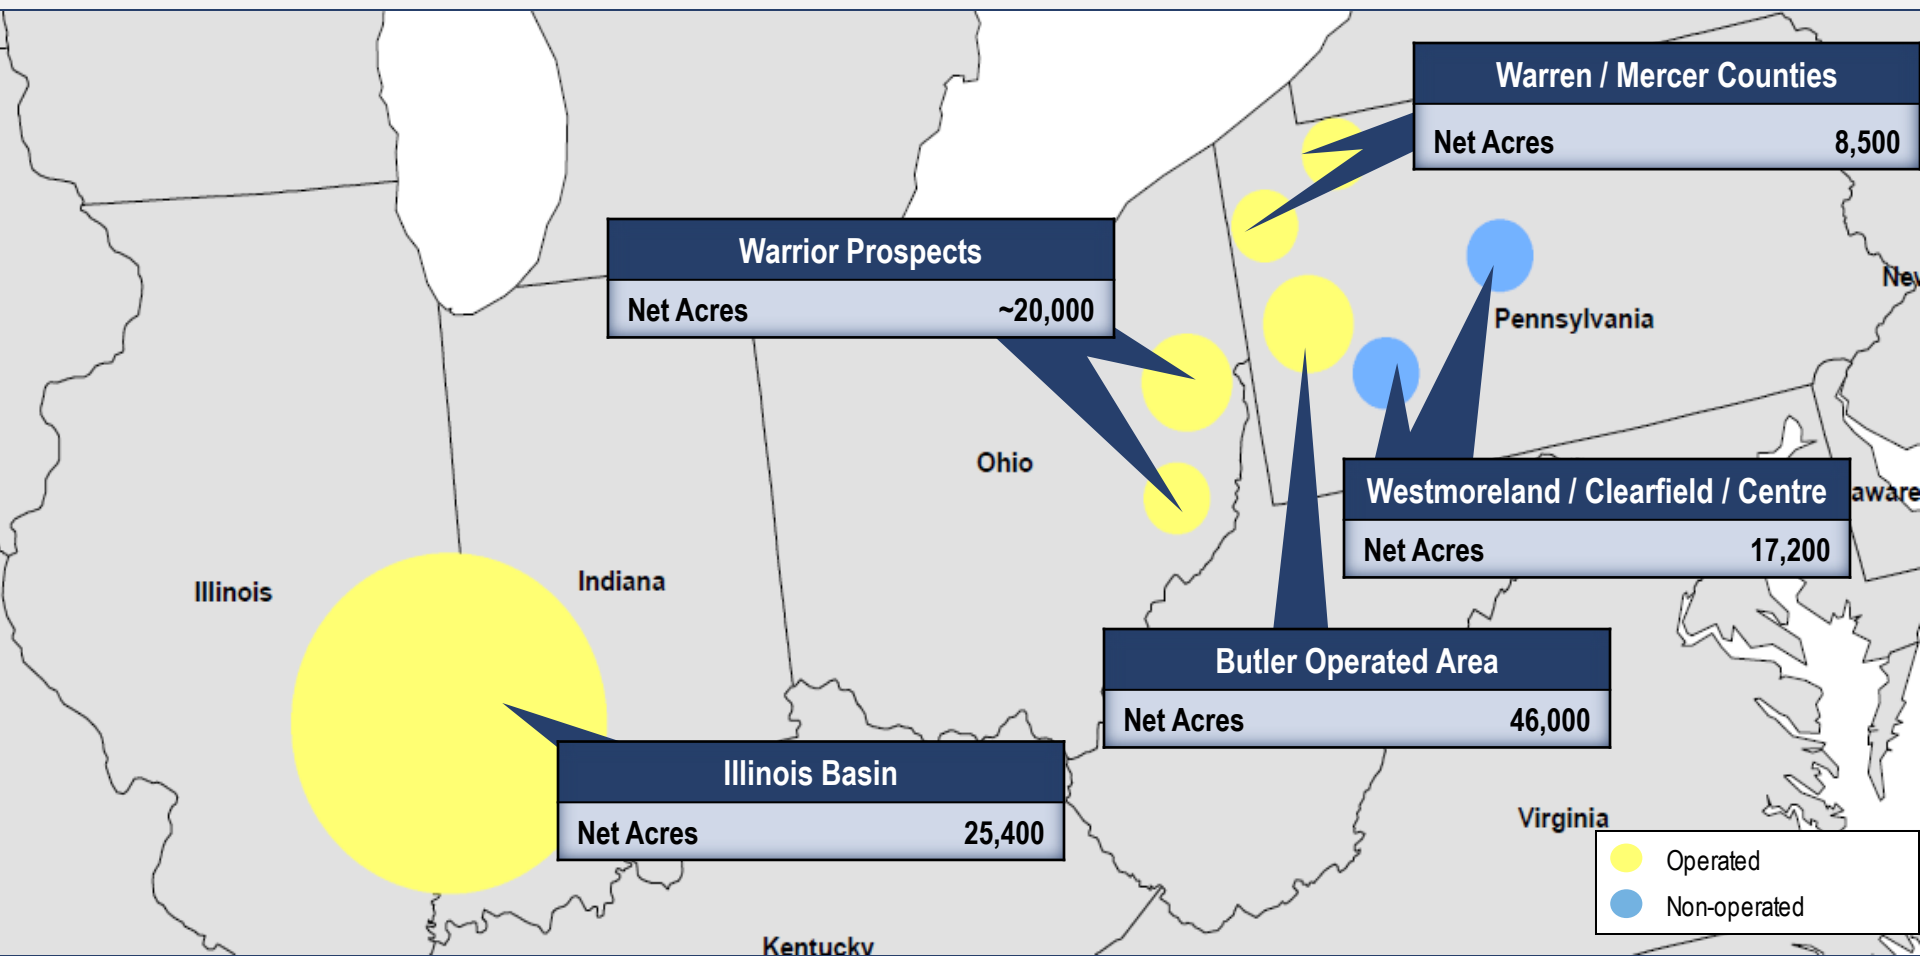 Warren / Mercer Counties
Net Acres 8,500
Warrior Prospects
Net Acres ~20,000
Pennsylvania
Ohio
Westmoreland / Clearfield / Centre
Net Acres 17,200
aware
Illinois
Indiana
Butler Operated Area
Net Acres 46,000
Illinois Basin
Net Acres 25,400
Virginia
Operated
Non-operated
Kentucky